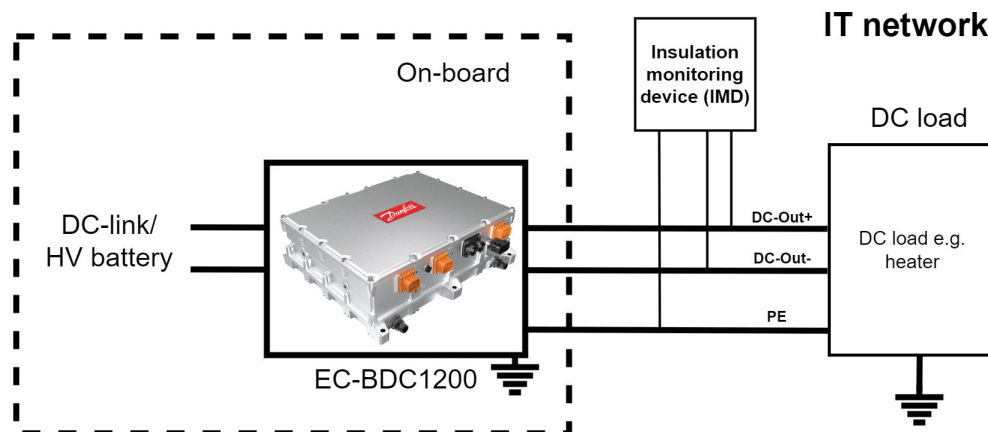 IT network
Insulation
monitoring
device (IMD)
On-board
DC load
DC-link/
HV battery
Danfoss
DC-Out+
DC-Out-
PE
DC load e.g.
heater
EC-BDC1200